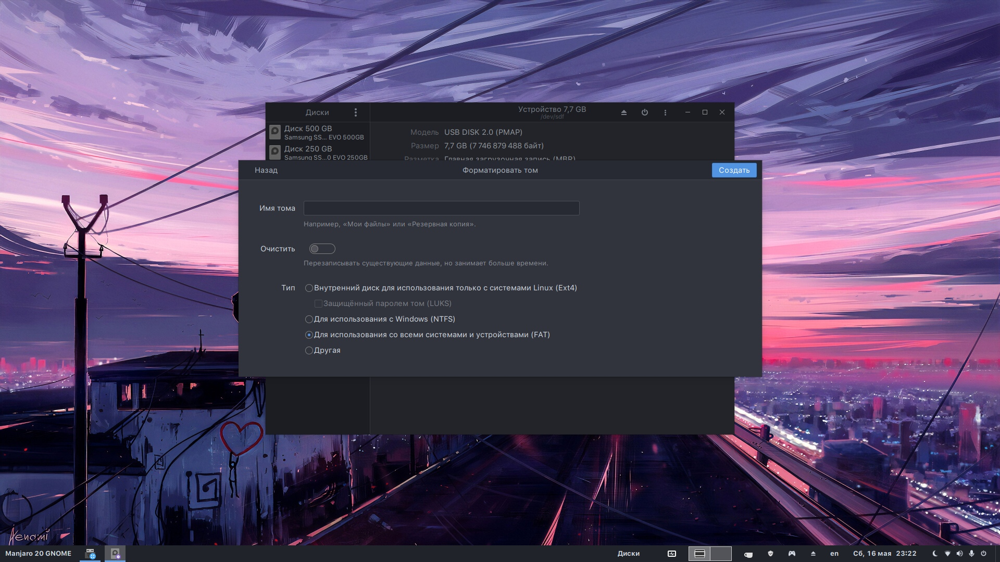 Диски
Устройство 7,7 GB
/dev/sdf
Диск 500 GB
Samsung SS... EVO 500GB
Диск 250 GB
Samsung SS...0 EVO 250GB
Модель USB DISK 2.0 (PMAP)
Размер 7,7 GB (7 746 879 488 байт)
Разметка Главная загрузочная запись (MBR)
Назад
Форматировать том
Создать
Имя тома
Например, «Мои файлы» или «Резервная копия».
Очистить
Перезаписывать существующие данные, но занимает больше времени.
Тип
Внутренний диск для использования только с системами Linux (Ext4)
Защищённый паролем том (LUKS)
Для использования с Windows (NTFS)
Для использования со всеми системами и устройствами (FAT)
Другая
Aenami
Manjaro 20 GNOME
Диски
en
Сб, 16 мая 23:22